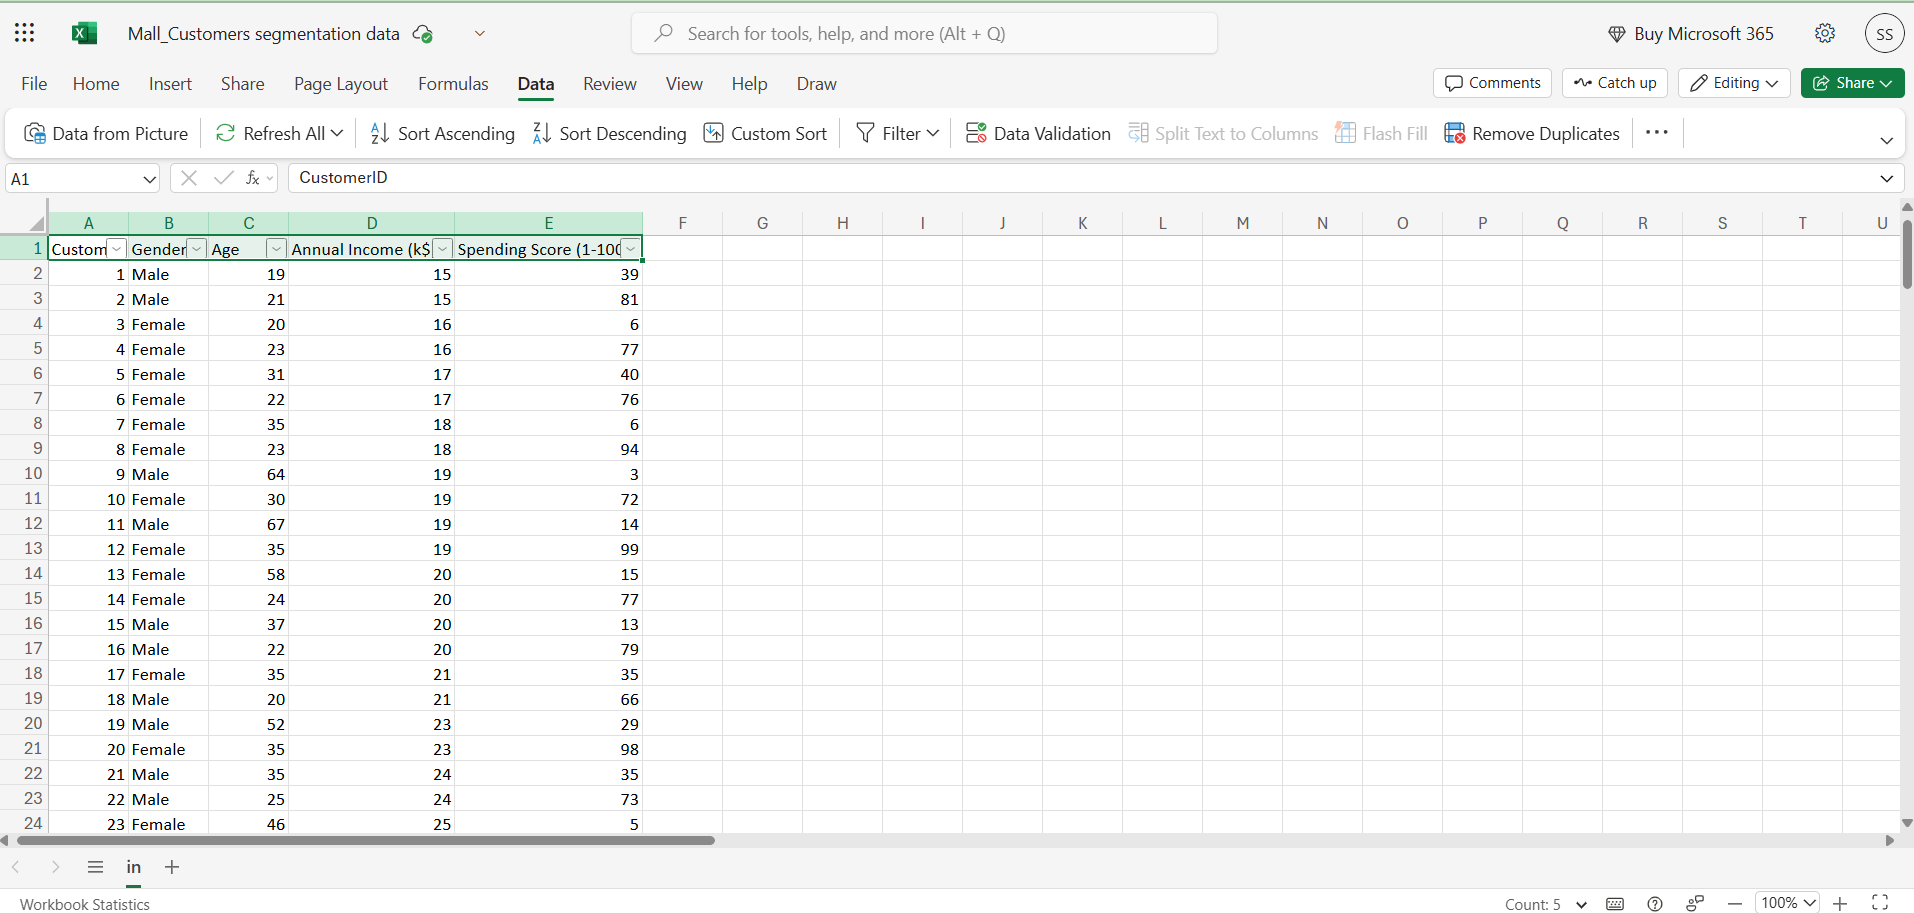 Mall_Customers segmentation data
Search for tools, help, and more (Alt + Q)
Buy Microsoft 365
SS
File Home Insert Share Page Layout Formulas Data Review View Help Draw
Comments Catch up Editing Share
Data from Picture Refresh All Sort Ascending Sort Descending Custom Sort Filter Data Validation Split Text to Columns Flash Fill Remove Duplicates ...
A1 fx CustomerID
A B C D E F G H I J K L M N O P Q R S T U
1 Custom Gender Age Annual Income (k$ Spending Score (1-100
2 1 Male 19 15 39
3 2 Male 21 15 81
4 3 Female 20 16 6
5 4 Female 23 16 77
6 5 Female 31 17 40
7 6 Female 22 17 76
8 7 Female 35 18 6
9 8 Female 23 18 94
10 9 Male 64 19 3
11 10 Female 30 19 72
12 11 Male 67 19 14
13 12 Female 35 19 99
14 13 Female 58 20 15
15 14 Female 24 20 77
16 15 Male 37 20 13
17 16 Male 22 20 79
18 17 Female 35 21 35
19 18 Male 20 21 66
20 19 Male 52 23 29
21 20 Female 35 23 98
22 21 Male 35 24 35
23 22 Male 25 24 73
24 23 Female 46 25 5
in
Workbook Statistics Count: 5 100%